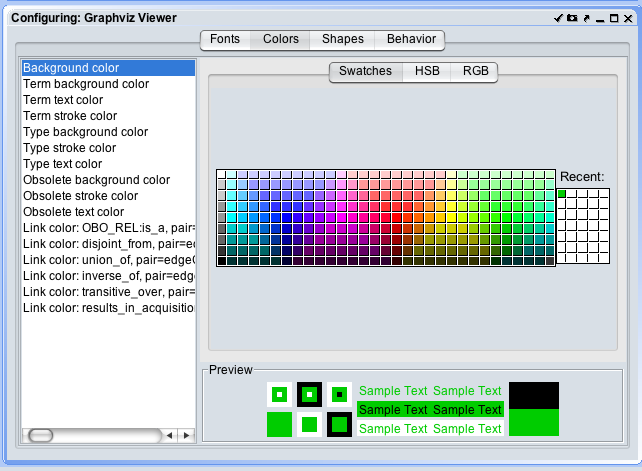 Configuring: Graphviz Viewer
Fonts Colors Shapes Behavior
Background color
Term background color
Term text color
Term stroke color
Type background color
Type stroke color
Type text color
Obsolete background color
Obsolete stroke color
Obsolete text color
Link color: OBO_REL:is_a, pair=
Link color: disjoint_from, pair=e
Link color: union_of, pair=edge
Link color: inverse_of, pair=edg
Link color: transitive_over, pair=
Link color: results_in_acquisition
Swatches HSB RGB
Recent:
Preview
Sample Text Sample Text
Sample Text Sample Text
Sample Text Sample Text